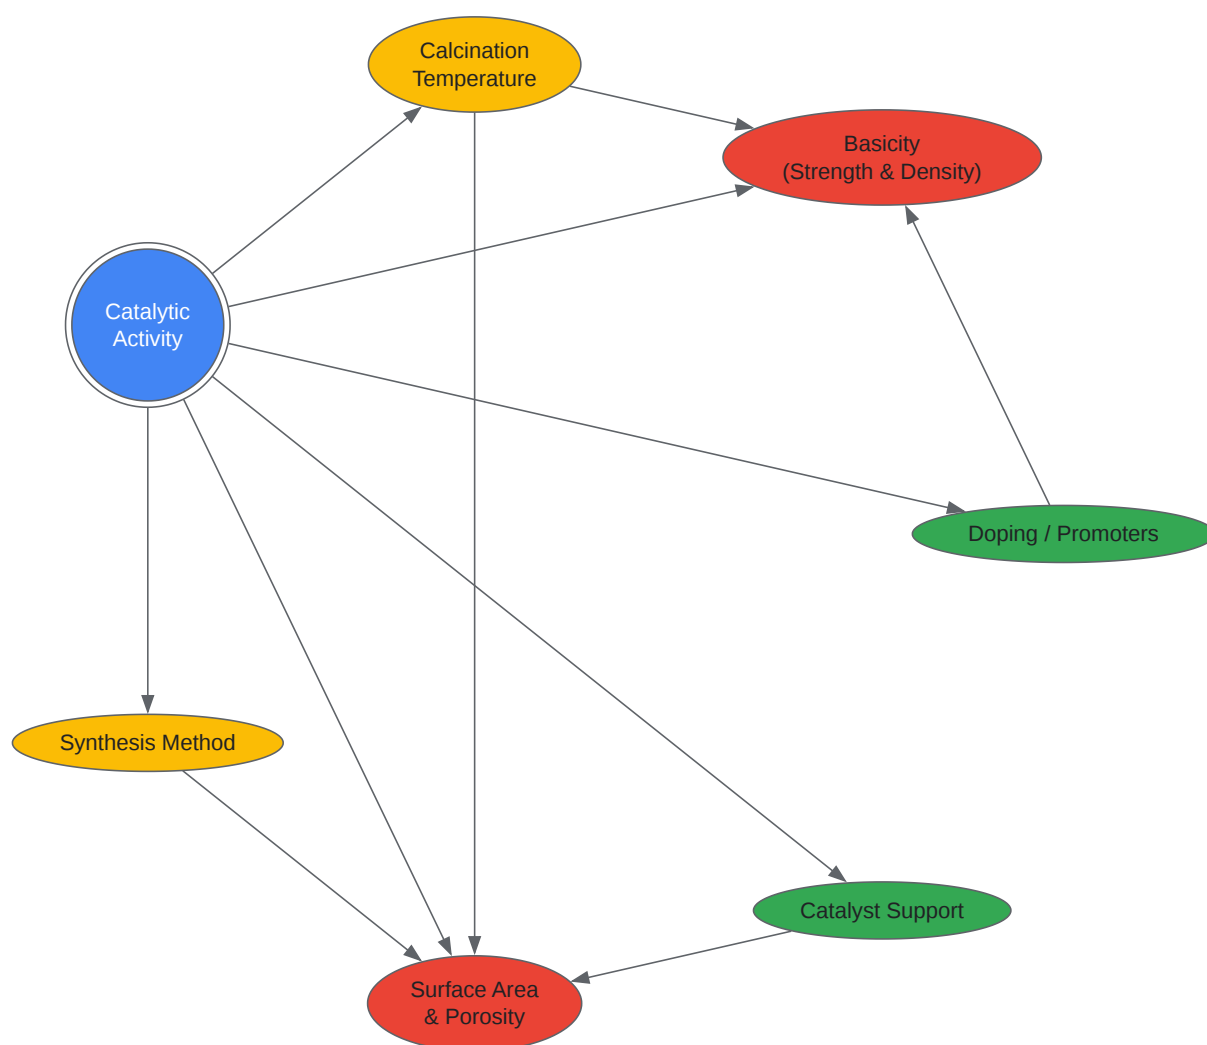 Calcination
Temperature
Basicity
(Strength & Density)
Catalytic
Activity
Doping / Promoters
Synthesis Method
Catalyst Support
Surface Area
& Porosity